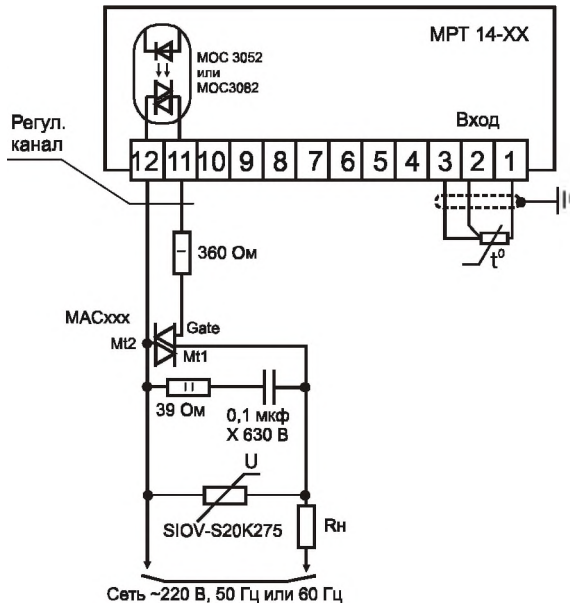 МРТ 14-XX
МОС 3052
или
МОС3082
Регул.
канал
Вход
12 11 10 9 8 7 6 5 4 3 2 1
t⁰
360 Ом
МАСxxx
Gate
Mt2
Mt1
39 Ом
0,1 мкф
X 630 В
U
SIOV-S20K275
Rн
Сеть ~220 В, 50 Гц или 60 Гц